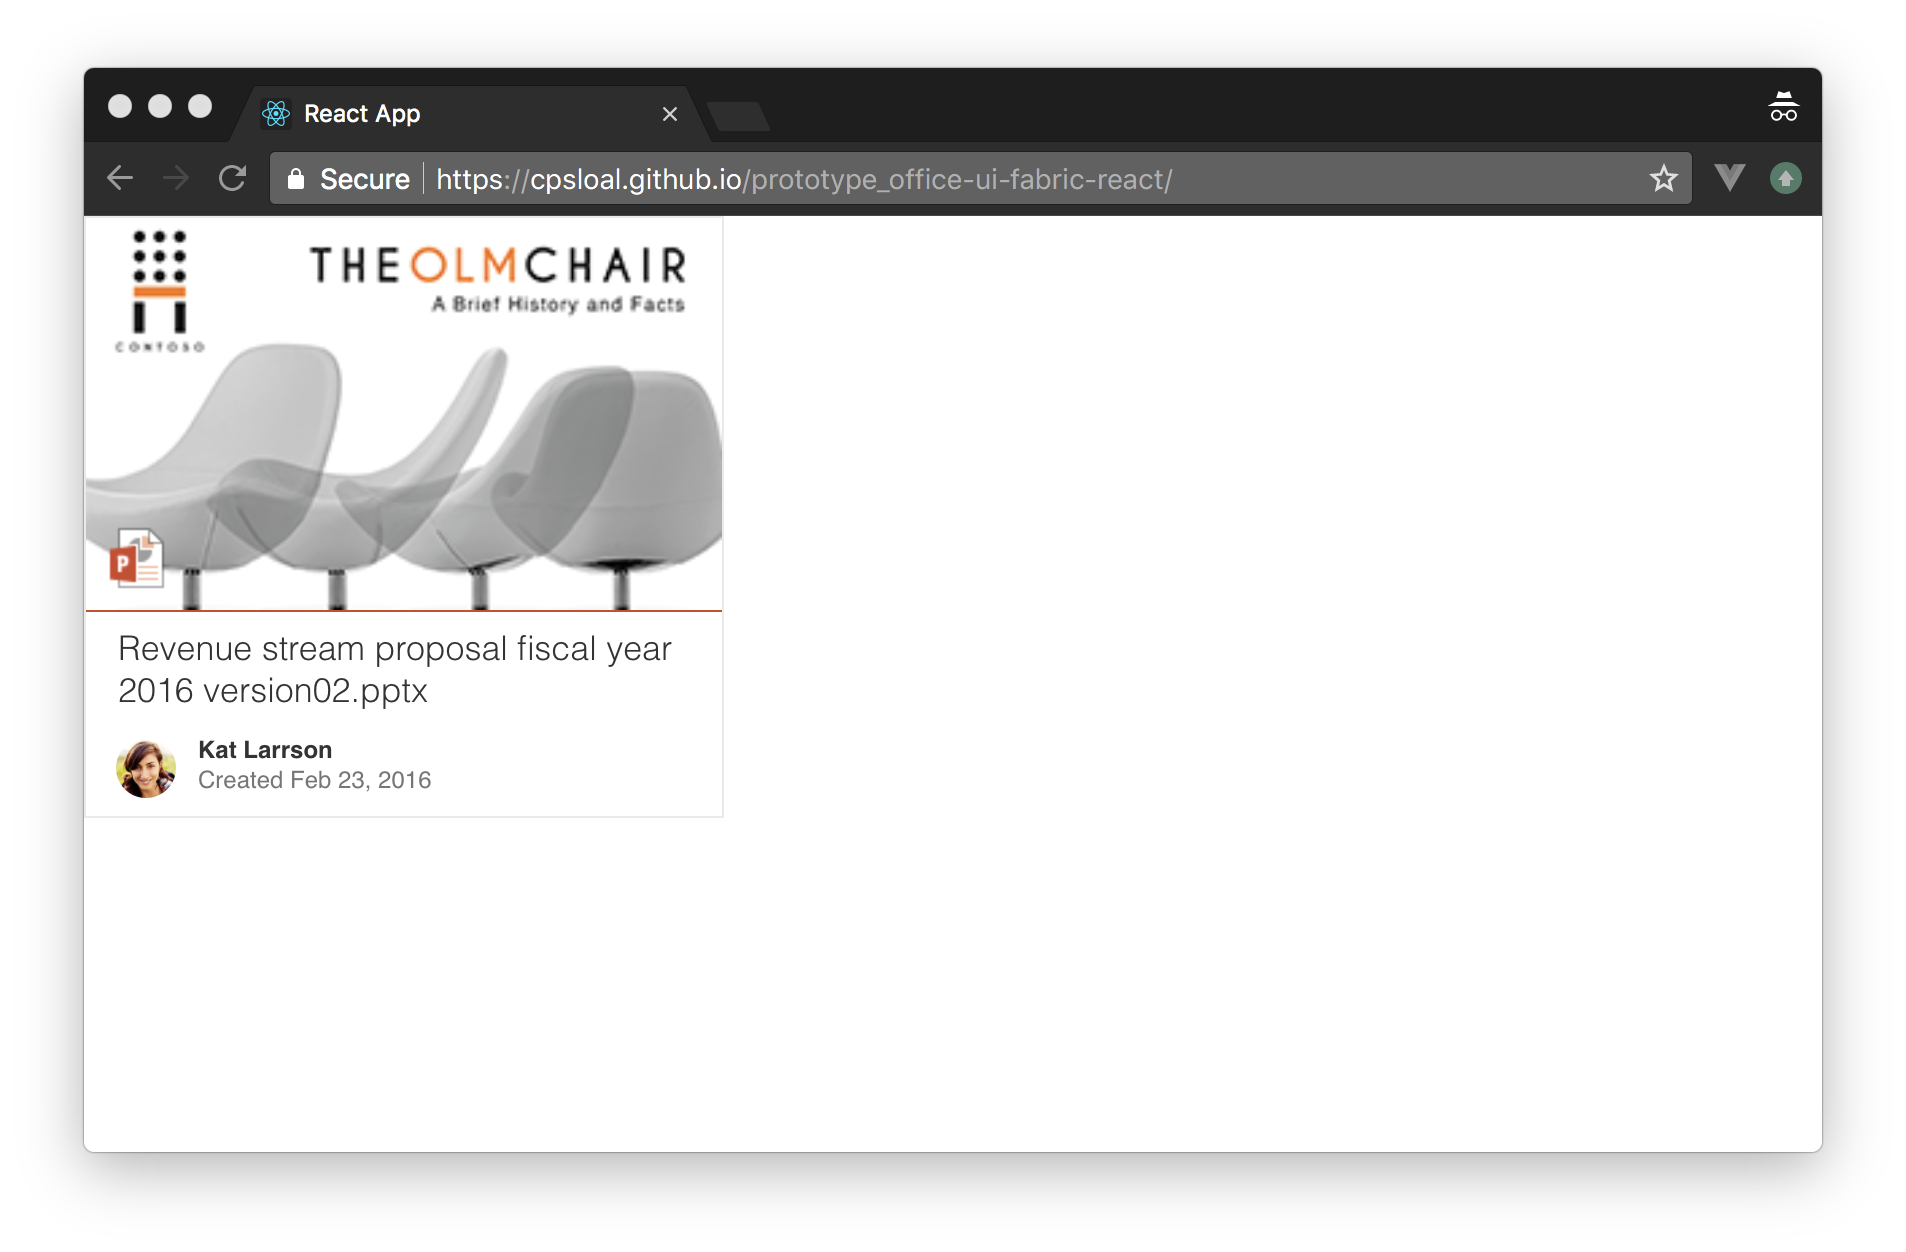 React App
Secure https://cpsloal.github.io/prototype_office-ui-fabric-react/
THEOLMCHAIR
A Brief History and Facts
CONTOSO
P
Revenue stream proposal fiscal year
2016 version02.pptx
Kat Larrson
Created Feb 23, 2016